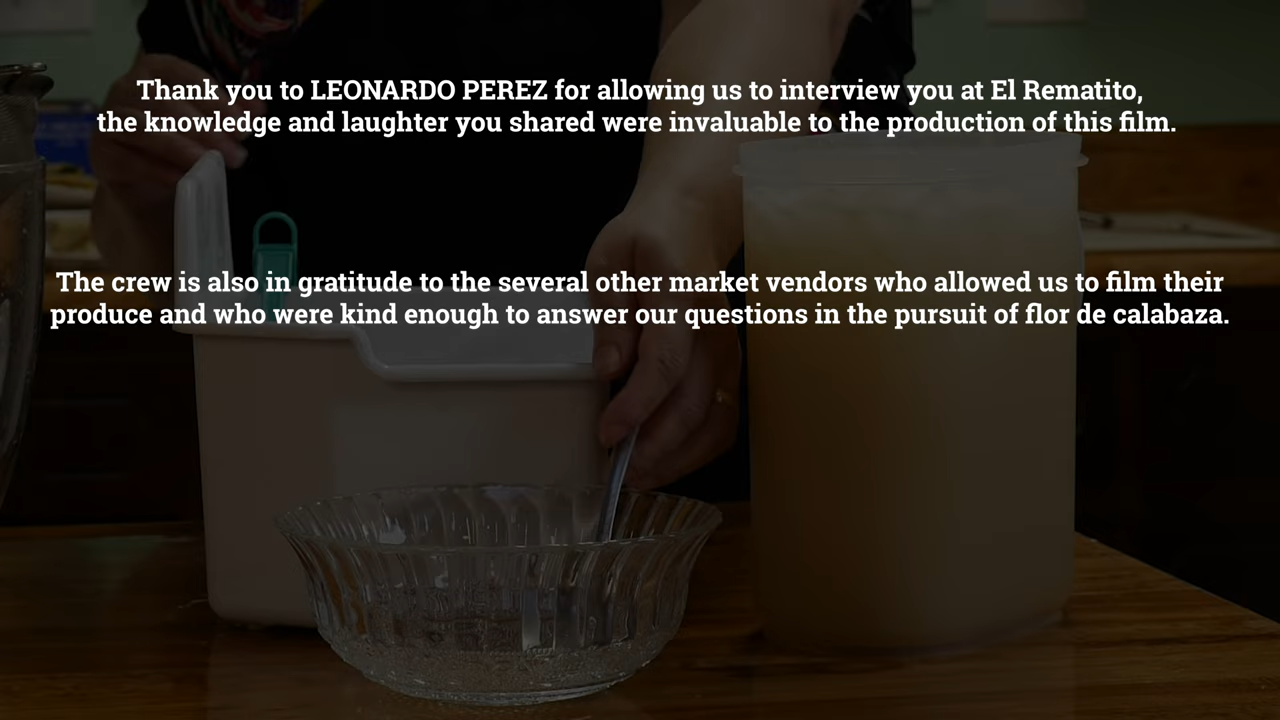 Thank you to LEONARDO PEREZ for allowing us to interview you at El Rematito,
the knowledge and laughter you shared were invaluable to the production of this film.
The crew is also in gratitude to the several other market vendors who allowed us to film their
produce and who were kind enough to answer our questions in the pursuit of flor de calabaza.